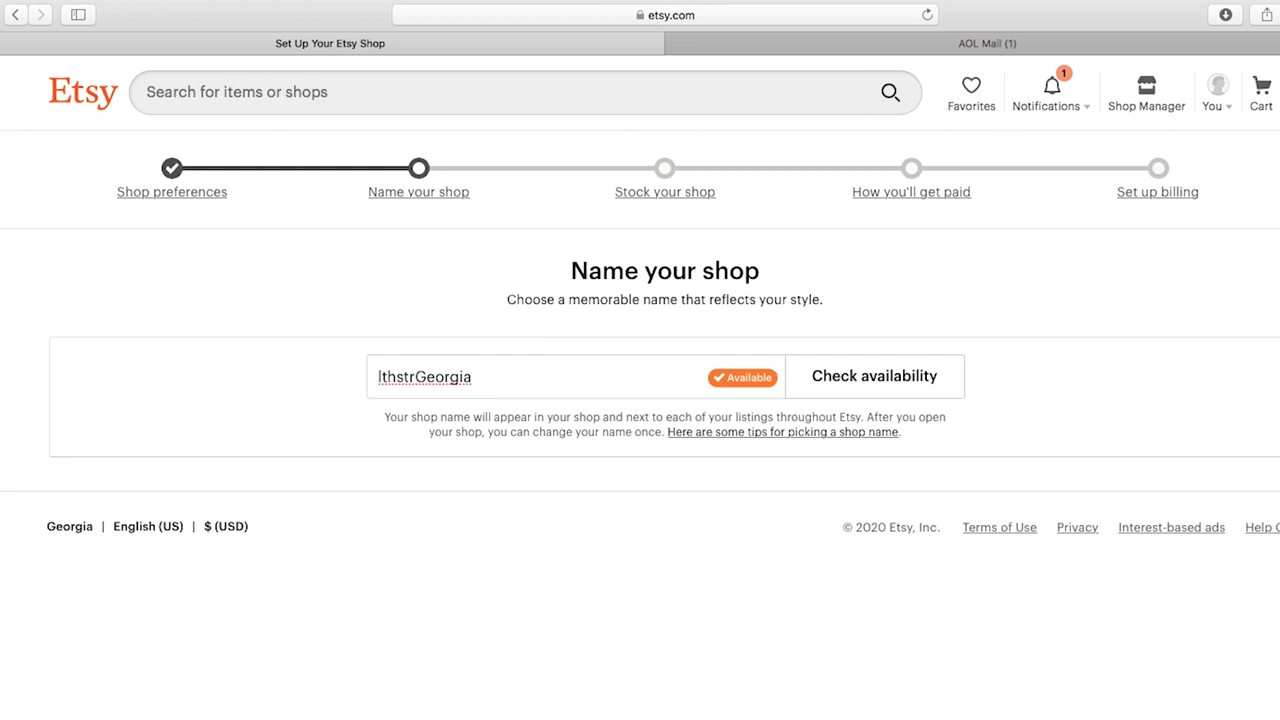 etsy.com
Set Up Your Etsy Shop
AOL Mail (1)
Etsy
Search for items or shops
Favorites
1
Notifications
Shop Manager
You
Cart
Shop preferences
Name your shop
Stock your shop
How you'll get paid
Set up billing
Name your shop
Choose a memorable name that reflects your style.
lthstrGeorgia
Available
Check availability
Your shop name will appear in your shop and next to each of your listings throughout Etsy. After you open
your shop, you can change your name once. Here are some tips for picking a shop name.
Georgia | English (US) | $ (USD)
© 2020 Etsy, Inc. Terms of Use Privacy Interest-based ads Help C